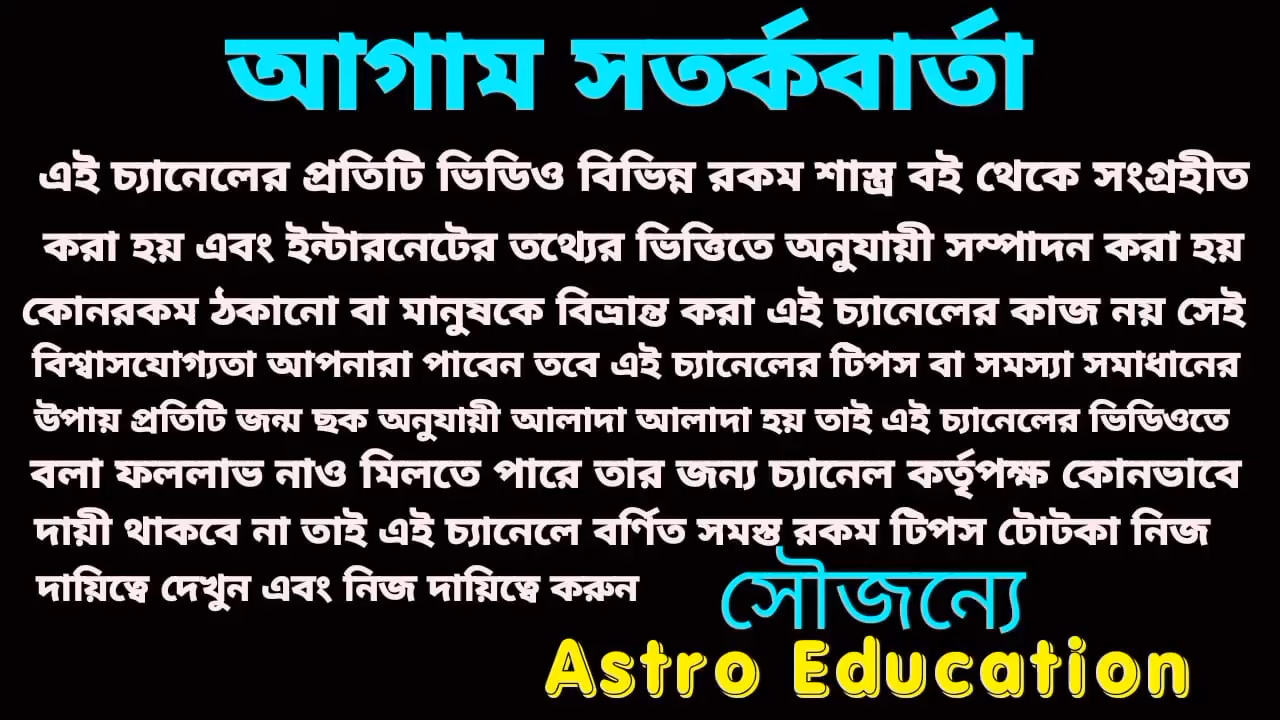 আগাম সতর্কবার্তা
এই চ্যানেলের প্রতিটি ভিডিও বিভিন্ন রকম শাস্ত্র বই থেকে সংগ্রহীত
করা হয় এবং ইন্টারনেটের তথ্যের ভিত্তিতে অনুযায়ী সম্পাদন করা হয়
কোনরকম ঠকানো বা মানুষকে বিভ্রান্ত করা এই চ্যানেলের কাজ নয় সেই
বিশ্বাসযোগ্যতা আপনারা পাবেন তবে এই চ্যানেলের টিপস বা সমস্যা সমাধানের
উপায় প্রতিটি জন্ম ছক অনুযায়ী আলাদা আলাদা হয় তাই এই চ্যানেলের ভিডিওতে
বলা ফললাভ নাও মিলতে পারে তার জন্য চ্যানেল কর্তৃপক্ষ কোনভাবে
দায়ী থাকবে না তাই এই চ্যানেলে বর্ণিত সমস্ত রকম টিপস টোটকা নিজ
দায়িত্বে দেখুন এবং নিজ দায়িত্বে করুন
সৌজন্যে
Astro Education